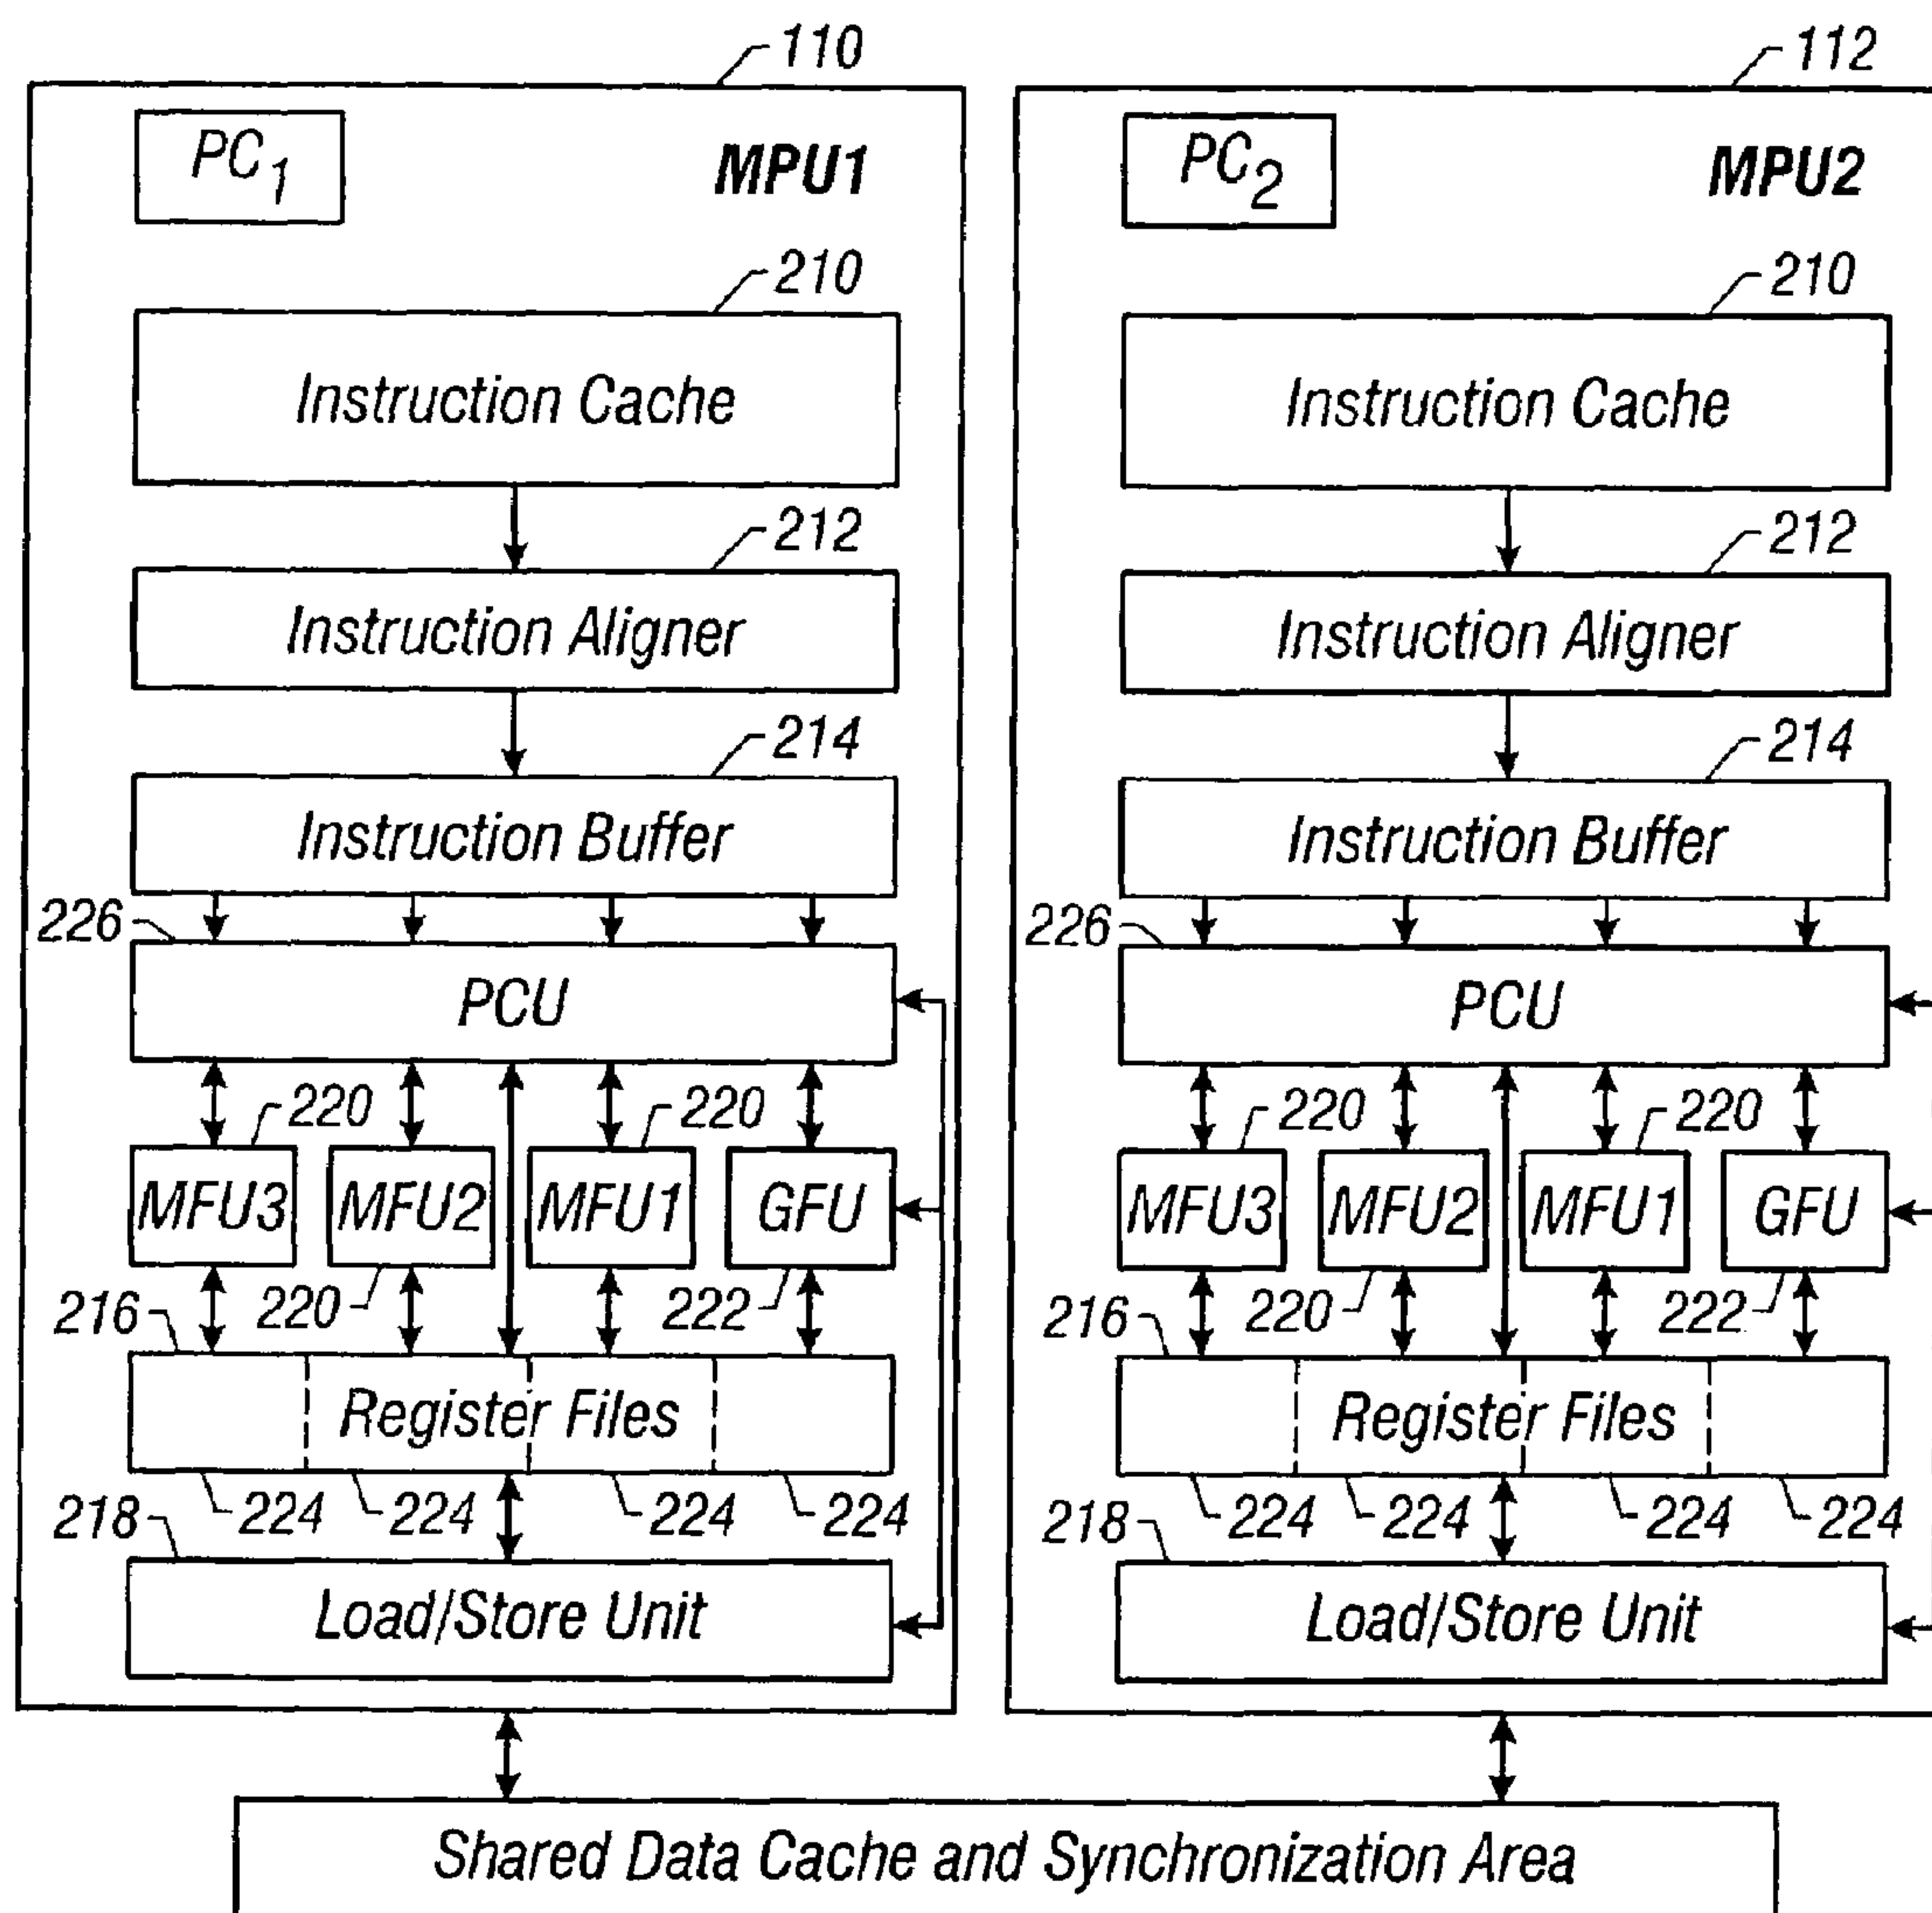 110
PC1
MPU1
210
Instruction Cache
212
Instruction Aligner
214
Instruction Buffer
226
PCU
220
220
MFU3
MFU2
MFU1
GFU
216
220
222
Register Files
224
224
224
224
218
Load/Store Unit
112
PC2
MPU2
210
Instruction Cache
212
Instruction Aligner
214
Instruction Buffer
226
PCU
220
220
MFU3
MFU2
MFU1
GFU
216
220
222
Register Files
224
224
224
224
218
Load/Store Unit
Shared Data Cache and Synchronization Area